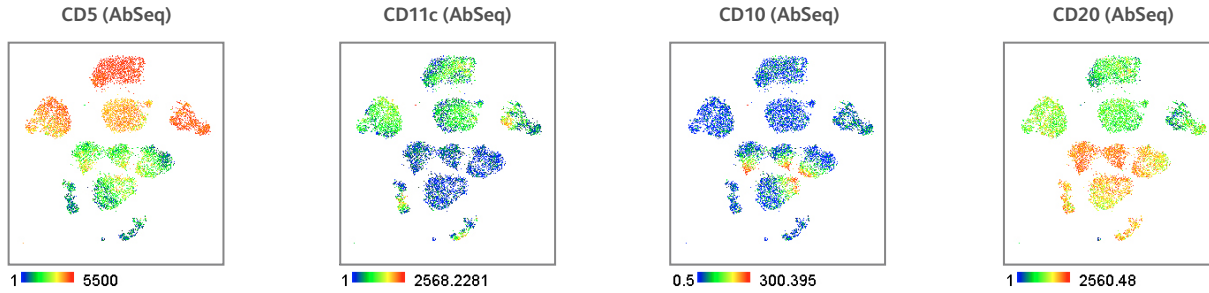 CD5 (AbSeq) CD11c (AbSeq) CD10 (AbSeq) CD20 (AbSeq)
1 5500 1 2568.2281 0.5 300.395 1 2560.48